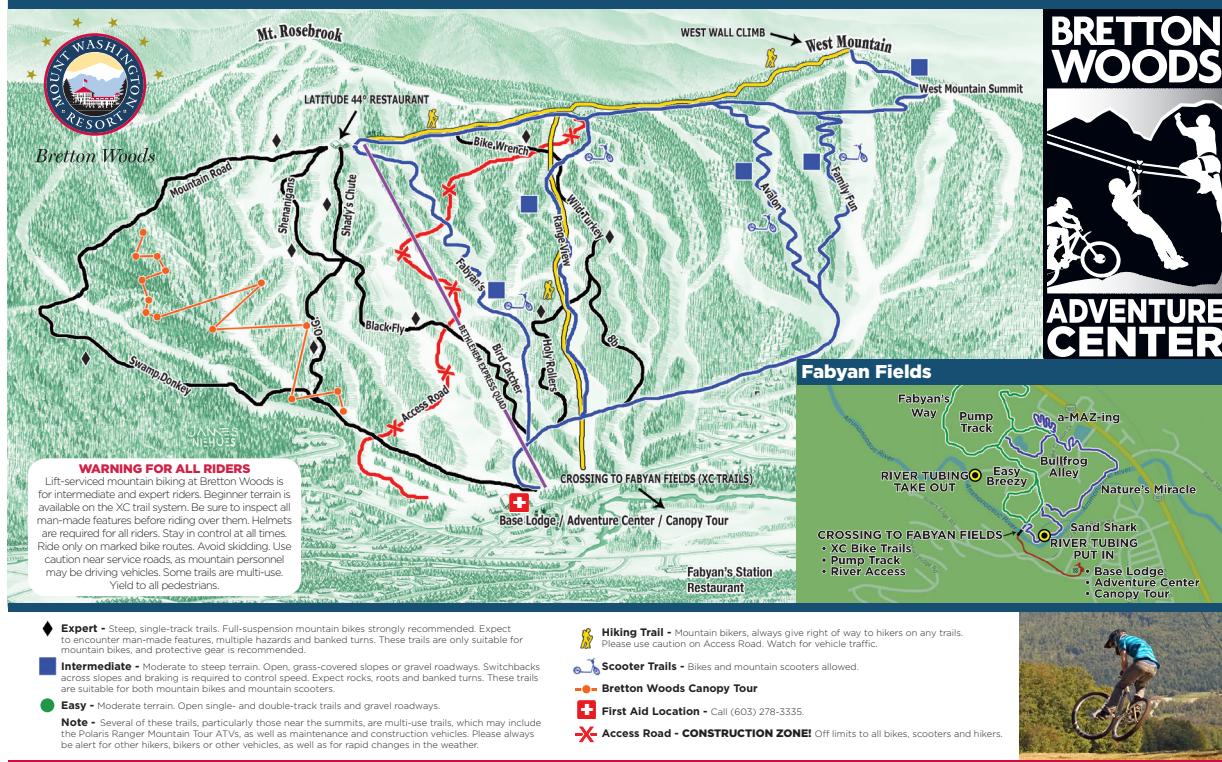 MOUNT WASHINGTON
• RESORT •
Bretton Woods
Mt. Rosebrook
WEST WALL CLIMB
West Mountain
West Mountain Summit
LATITUDE 44° RESTAURANT
Mountain Road
Shenanigans
Shady's Chute
Bike Wrench
Wild Turkey
Range View
Avalon
Family Fun
Fabyan's
Black Fly
Bird Catcher
BETHLEHEM EXPRESS QUAD
Holy Rollers
Swamp Donkey
Access Road
JAMES NIEHUES
CROSSING TO FABYAN FIELDS (XC TRAILS)
Base Lodge / Adventure Center / Canopy Tour
Fabyan's Station
Restaurant
BRETTON
WOODS
ADVENTURE
CENTER
WARNING FOR ALL RIDERS
Lift-serviced mountain biking at Bretton Woods is
for intermediate and expert riders. Beginner terrain is
available on the XC trail system. Be sure to inspect all
man-made features before riding over them. Helmets
are required for all riders. Stay in control at all times.
Ride only on marked bike routes. Avoid skidding. Use
caution near service roads, as mountain personnel
may be driving vehicles. Some trails are multi-use.
Yield to all pedestrians.
Fabyan Fields
Fabyan's
Way
Pump
Track
a-MAZ-ing
Ammonoosuc River
Bullfrog
Alley
RIVER TUBING
TAKE OUT
Easy
Breezy
Nature's Miracle
Sand Shark
CROSSING TO FABYAN FIELDS
• XC Bike Trails
• Pump Track
• River Access
RIVER TUBING
PUT IN
• Base Lodge
• Adventure Center
• Canopy Tour
Expert - Steep, single-track trails. Full-suspension mountain bikes strongly recommended. Expect
to encounter man-made features, multiple hazards and banked turns. These trails are only suitable for
mountain bikes, and protective gear is recommended.
Intermediate - Moderate to steep terrain. Open, grass-covered slopes or gravel roadways. Switchbacks
across slopes and braking is required to control speed. Expect rocks, roots and banked turns. These trails
are suitable for both mountain bikes and mountain scooters.
Easy - Moderate terrain. Open single- and double-track trails and gravel roadways.
Note - Several of these trails, particularly those near the summits, are multi-use trails, which may include
the Polaris Ranger Mountain Tour ATVs, as well as maintenance and construction vehicles. Please always
be alert for other hikers, bikers or other vehicles, as well as for rapid changes in the weather.
Hiking Trail - Mountain bikers, always give right of way to hikers on any trails.
Please use caution on Access Road. Watch for vehicle traffic.
Scooter Trails - Bikes and mountain scooters allowed.
Bretton Woods Canopy Tour
First Aid Location - Call (603) 278-3335.
Access Road - CONSTRUCTION ZONE! Off limits to all bikes, scooters and hikers.